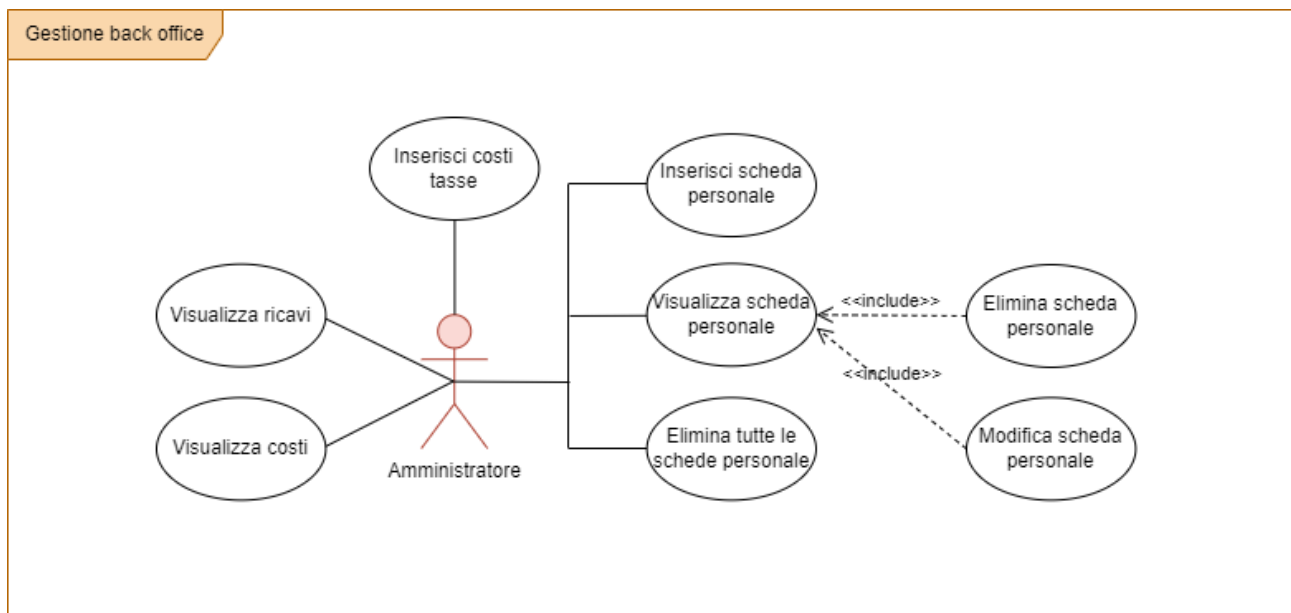 Gestione back office
Inserisci costi
tasse
Inserisci scheda
personale
Visualizza ricavi
Visualizza scheda
personale
<<include>>
Elimina scheda
personale
<<include>>
Visualizza costi
Amministratore
Elimina tutte le
schede personale
Modifica scheda
personale